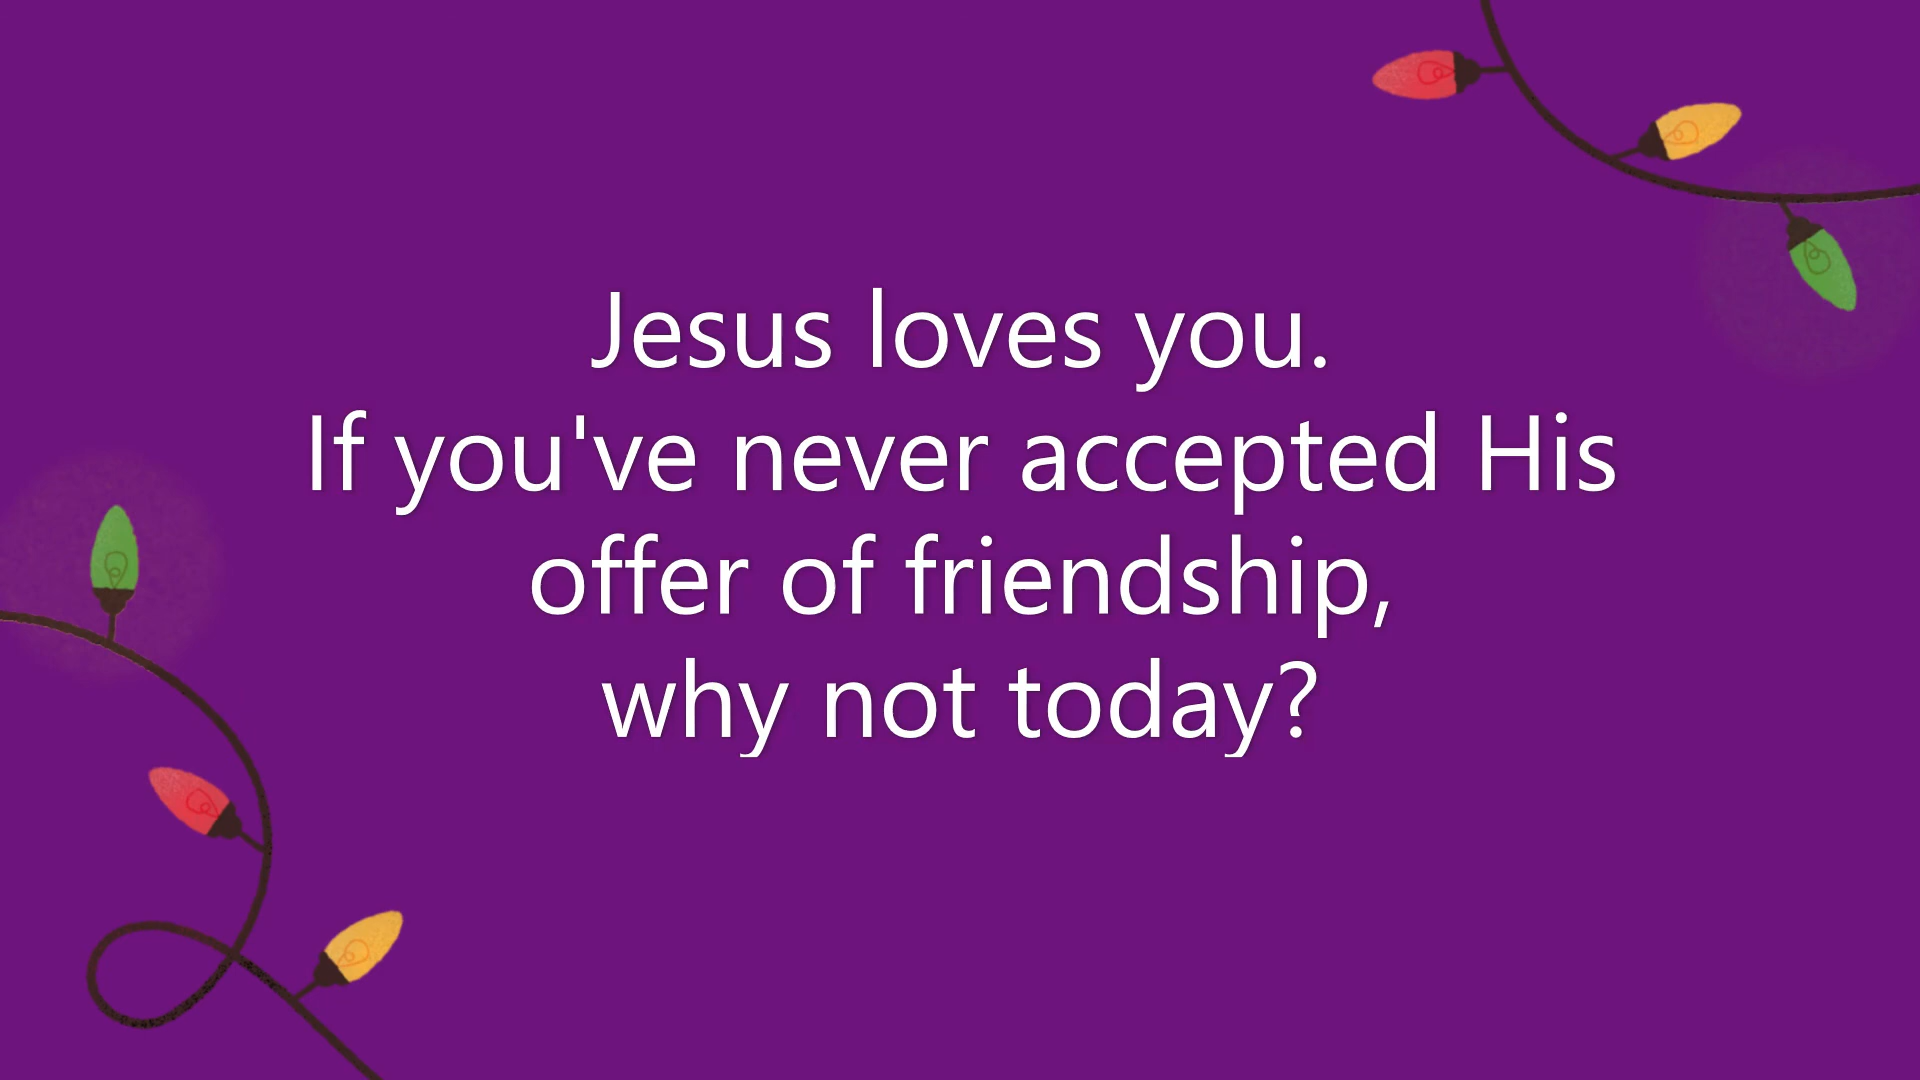 Jesus loves you.
If you've never accepted His
offer of friendship,
why not today?